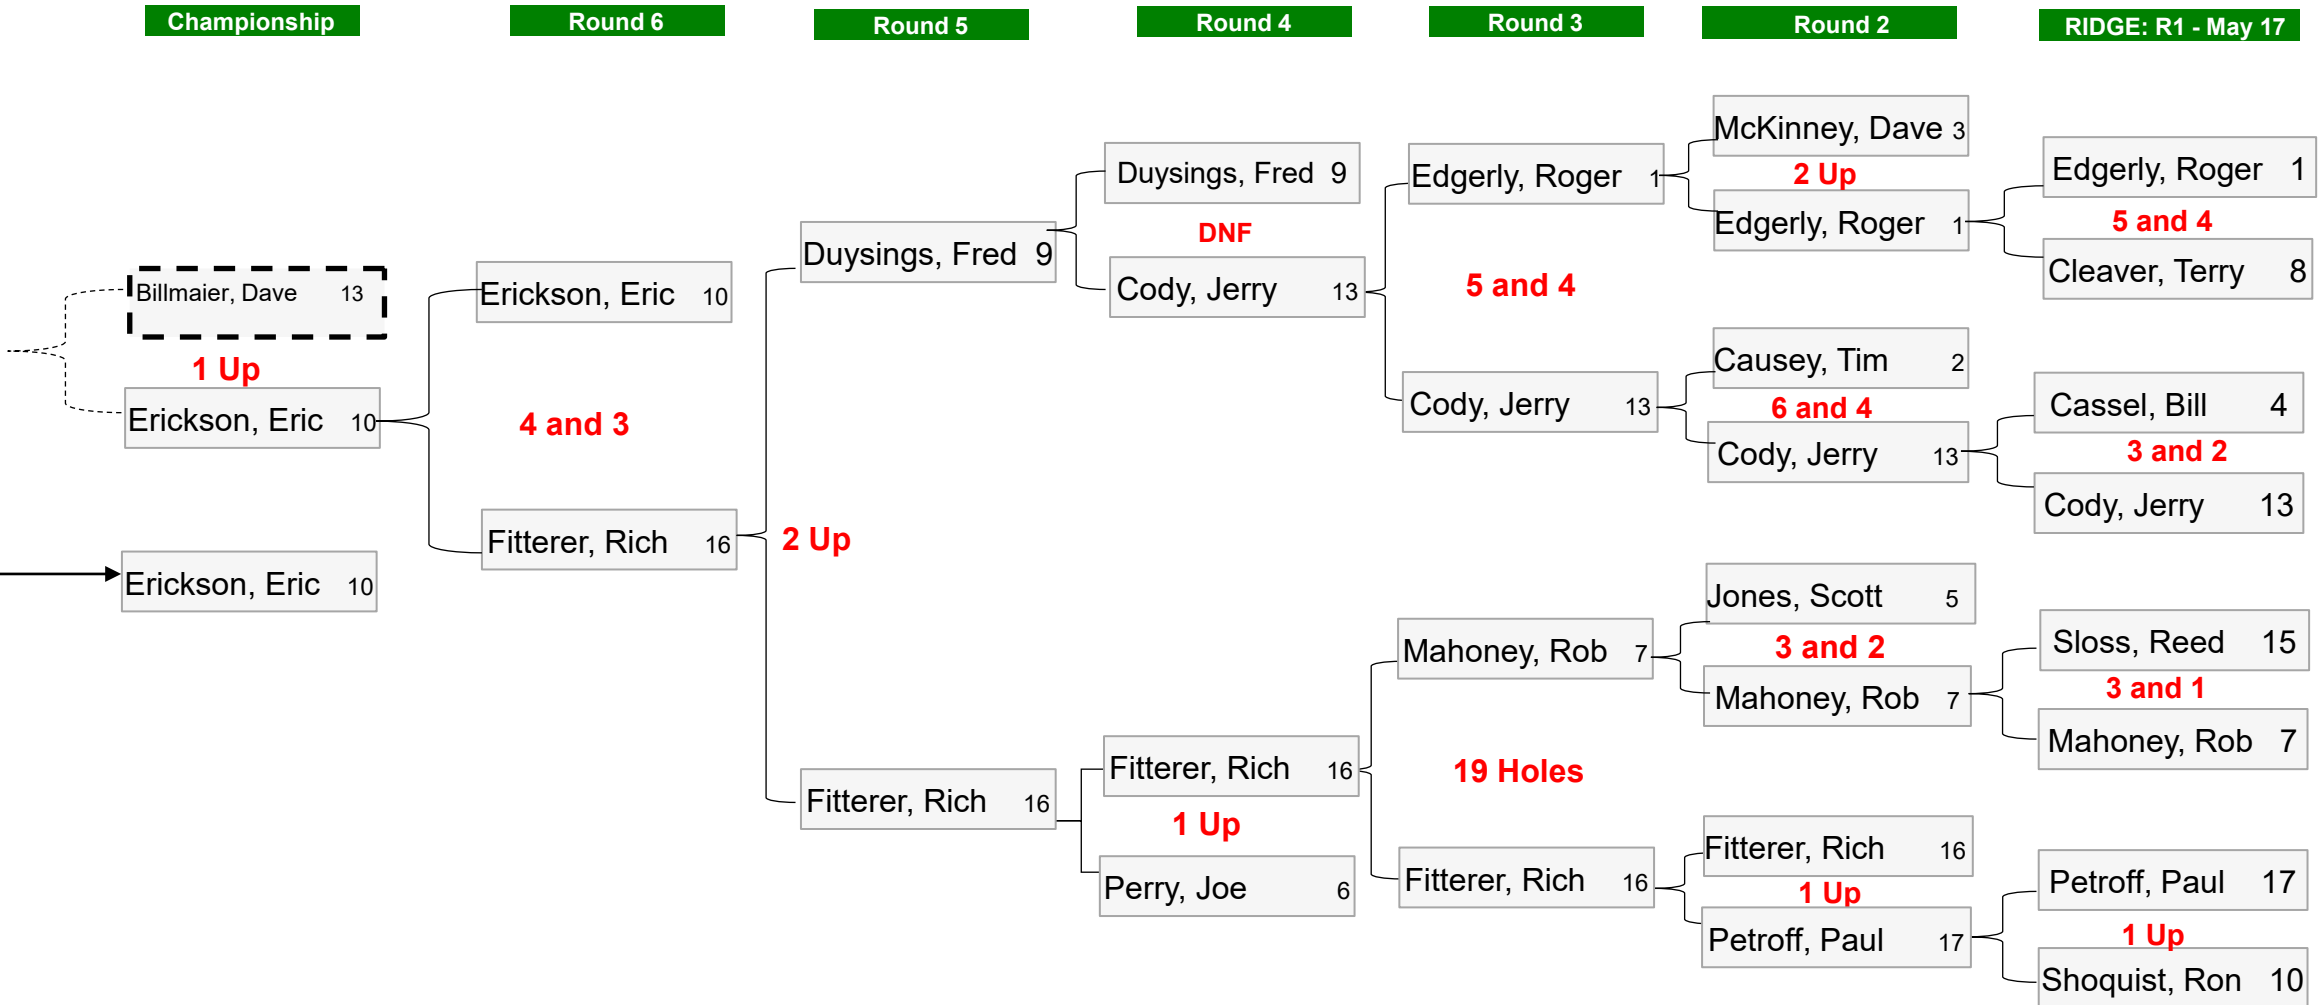 Championship
Round 6
Round 5
Round 4
Round 3
Round 2
RIDGE: R1 - May 17
Billmaier, Dave 13
1 Up
Erickson, Eric 10
Erickson, Eric 10
Erickson, Eric 10
4 and 3
Fitterer, Rich 16
Duysings, Fred 9
2 Up
Fitterer, Rich 16
Duysings, Fred 9
DNF
Cody, Jerry 13
Fitterer, Rich 16
1 Up
Perry, Joe 6
Edgerly, Roger 1
5 and 4
Cody, Jerry 13
Mahoney, Rob 7
19 Holes
Fitterer, Rich 16
McKinney, Dave 3
2 Up
Edgerly, Roger 1
Causey, Tim 2
6 and 4
Cody, Jerry 13
Jones, Scott 5
3 and 2
Mahoney, Rob 7
Fitterer, Rich 16
1 Up
Petroff, Paul 17
Edgerly, Roger 1
5 and 4
Cleaver, Terry 8
Cassel, Bill 4
3 and 2
Cody, Jerry 13
Sloss, Reed 15
3 and 1
Mahoney, Rob 7
Petroff, Paul 17
1 Up
Shoquist, Ron 10